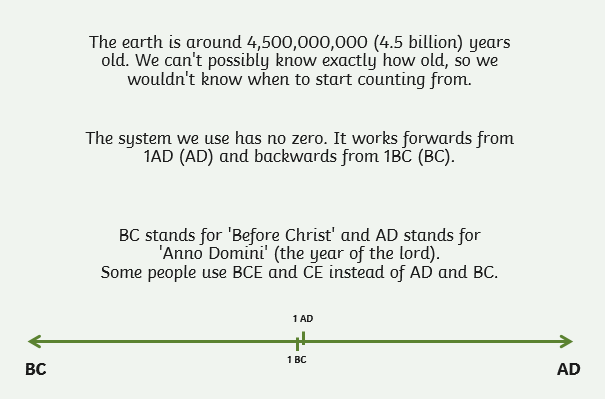 The earth is around 4,500,000,000 (4.5 billion) years
old. We can't possibly know exactly how old, so we
wouldn't know when to start counting from.
The system we use has no zero. It works forwards from
1AD (AD) and backwards from 1BC (BC).
BC stands for 'Before Christ' and AD stands for
'Anno Domini' (the year of the lord).
Some people use BCE and CE instead of AD and BC.
1 AD
1 BC
BC
AD